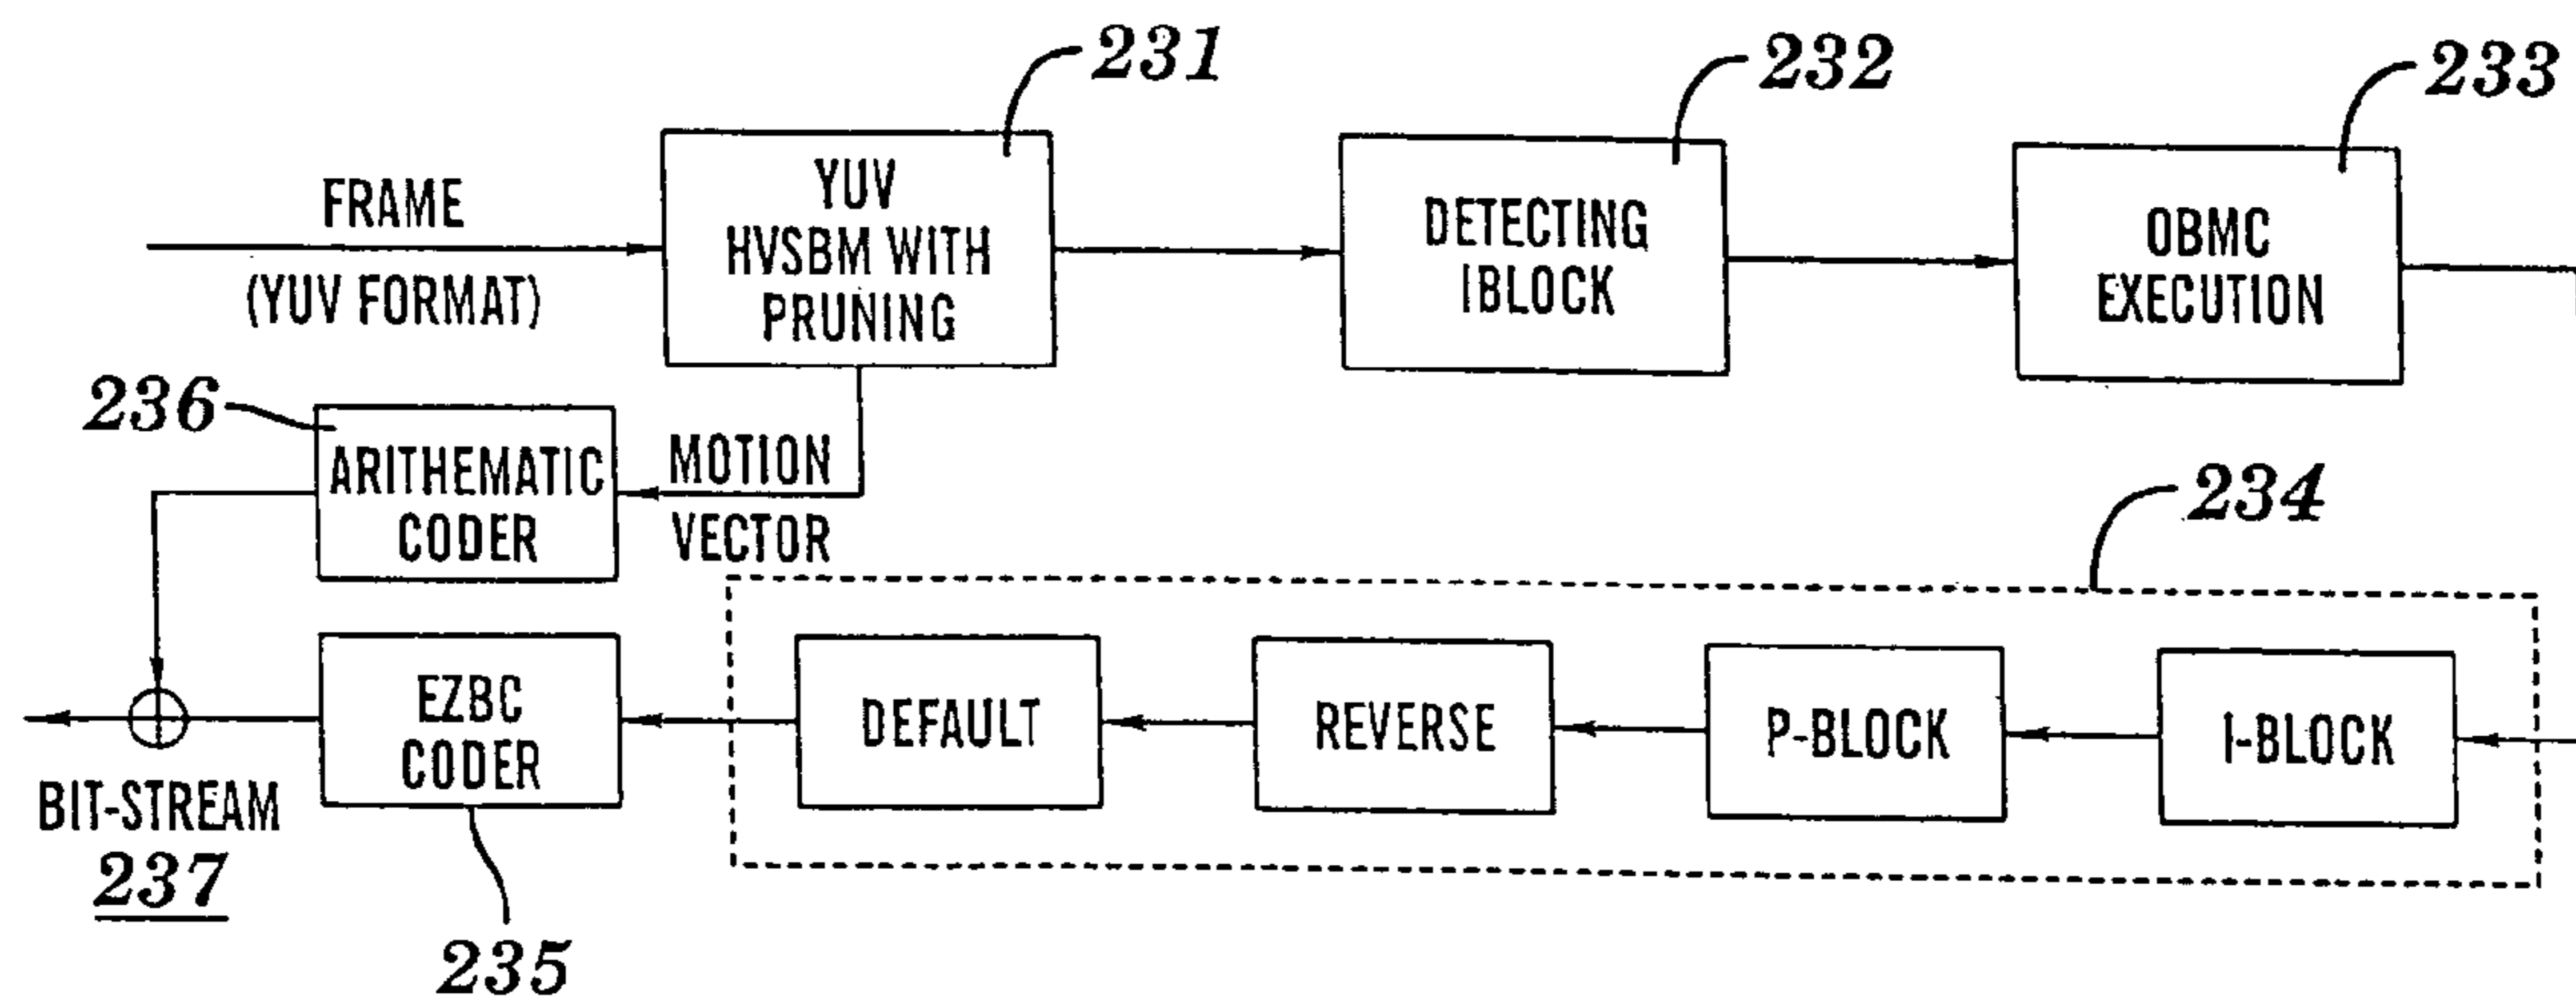 231
232
233
FRAME
(YUV FORMAT)
YUV
HVSBM WITH
PRUNING
DETECTING
IBLOCK
OBMC
EXECUTION
236
ARITHEMATIC
CODER
MOTION
VECTOR
234
EZBC
CODER
DEFAULT
REVERSE
P-BLOCK
I-BLOCK
BIT-STREAM
237
235